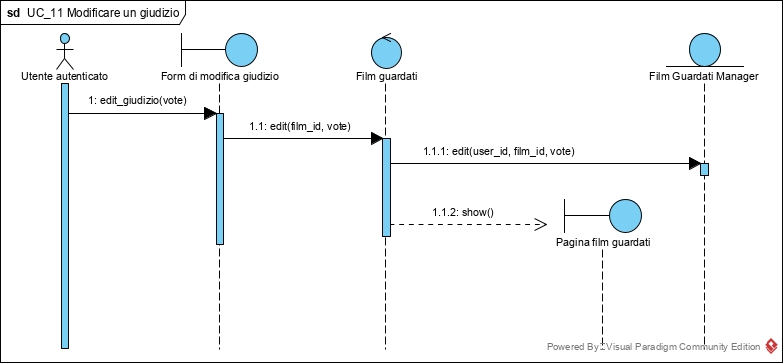 sd UC_11 Modificare un giudizio
Utente autenticato
Form di modifica giudizio
Film guardati
Film Guardati Manager
1: edit_giudizio(vote)
1.1: edit(film_id, vote)
1.1.1: edit(user_id, film_id, vote)
1.1.2: show()
Pagina film guardati
Powered By Visual Paradigm Community Edition